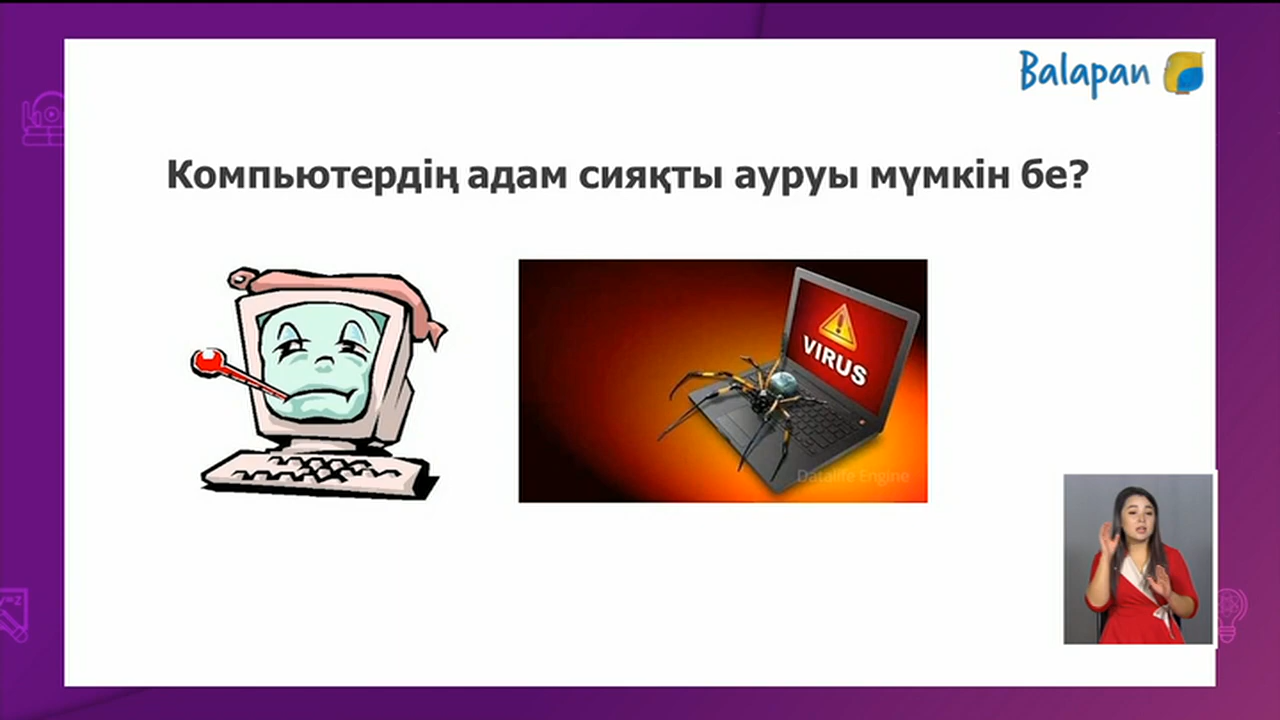 Balapan
Компьютердің адам сияқты ауруы мүмкін бе?
VIRUS
Datalife Engine
y=z